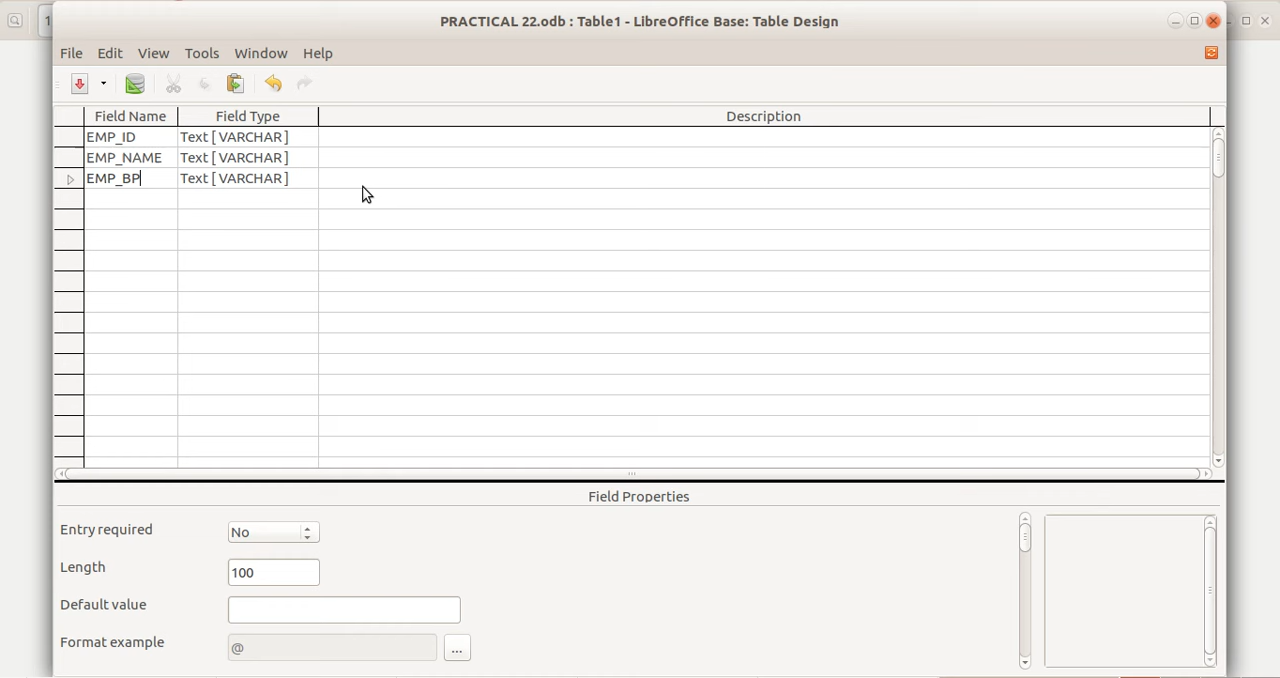 1
PRACTICAL 22.odb : Table1 - LibreOffice Base: Table Design
File Edit View Tools Window Help
Field Name Field Type Description
EMP_ID Text [ VARCHAR ]
EMP_NAME Text [ VARCHAR ]
EMP_BP Text [ VARCHAR ]
Field Properties
Entry required No
Length 100
Default value
Format example @ ...